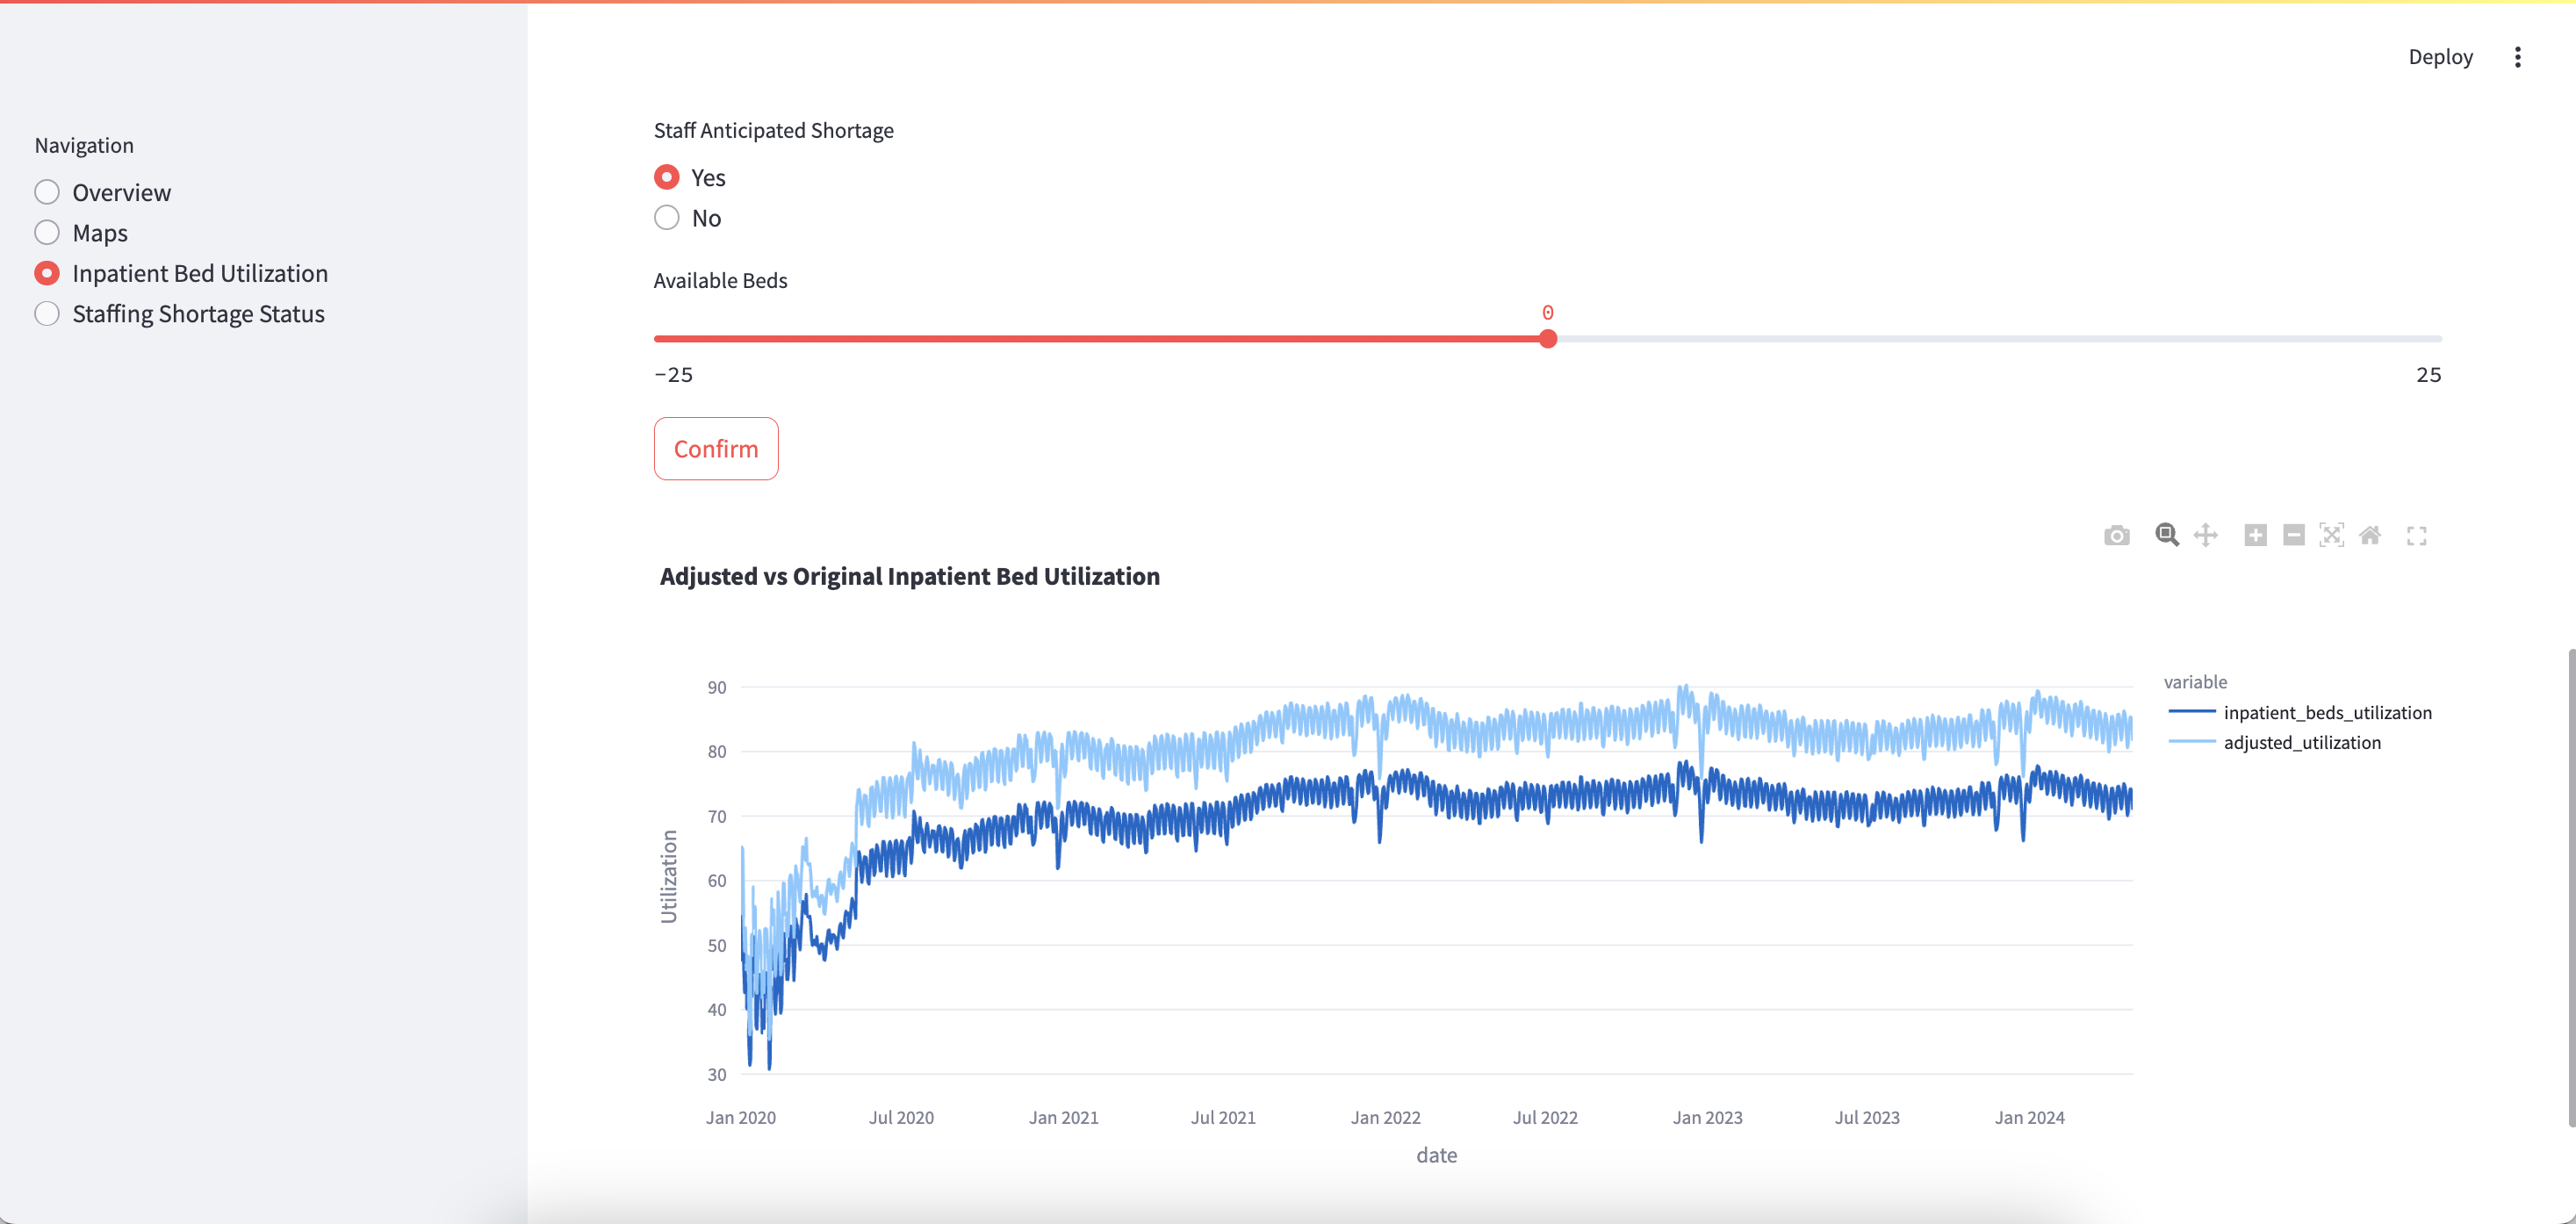 Deploy
Navigation
Overview
Maps
Inpatient Bed Utilization
Staffing Shortage Status
Staff Anticipated Shortage
Yes
No
Available Beds
0
-25
25
Confirm
Adjusted vs Original Inpatient Bed Utilization
variable
inpatient_beds_utilization
adjusted_utilization
Utilization
90
80
70
60
50
40
30
Jan 2020
Jul 2020
Jan 2021
Jul 2021
Jan 2022
Jul 2022
Jan 2023
Jul 2023
Jan 2024
date